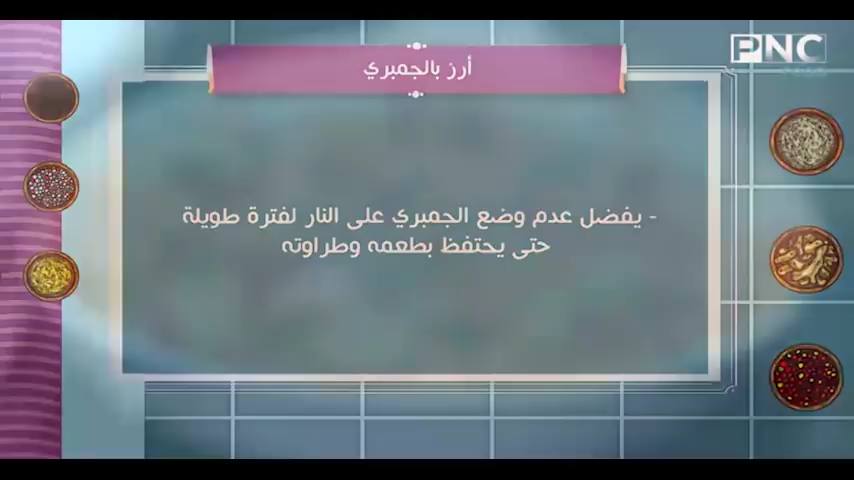 PNC
أرز بالجمبري
- يفضل عدم وضع الجمبري على النار لفترة طويلة
حتى يحتفظ بطعمه وطراوته